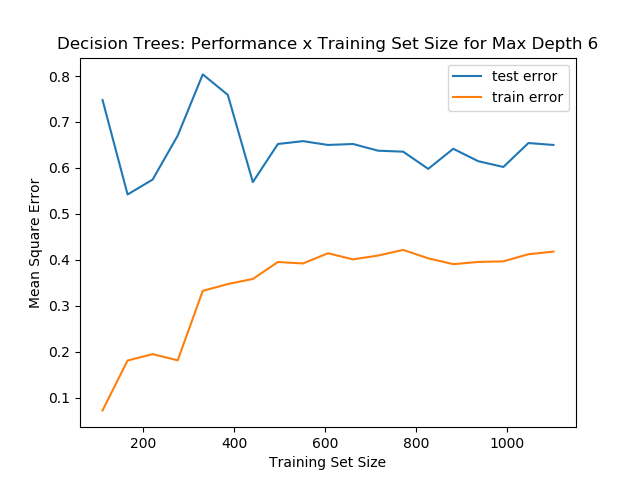 Decision Trees: Performance x Training Set Size for Max Depth 6
test error
train error
0.8
0.7
0.6
0.5
0.4
0.3
0.2
0.1
Mean Square Error
200 400 600 800 1000
Training Set Size